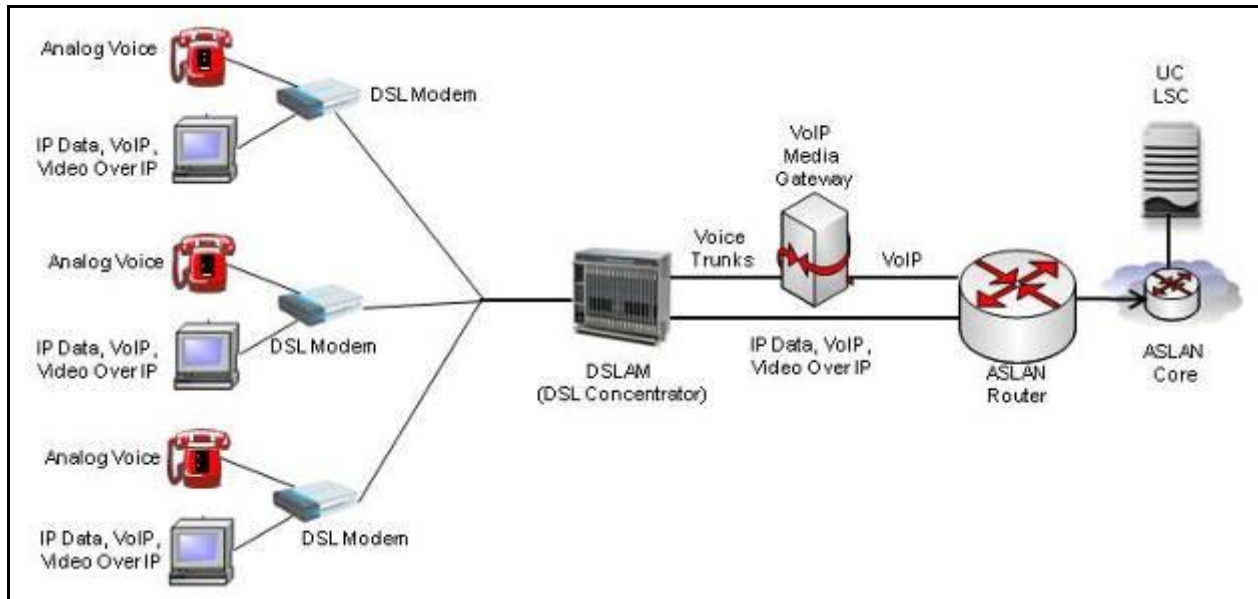 Analog Voice
DSL Modem
IP Data, VoIP,
Video Over IP
Analog Voice
IP Data, VoIP,
Video Over IP
DSL Modem
Analog Voice
IP Data, VoIP,
Video Over IP
DSL Modem
DSLAM
(DSL Concentrator)
Voice
Trunks
VoIP
Media
Gateway
VoIP
IP Data, VoIP,
Video Over IP
ASLAN
Router
UC
LSC
ASLAN
Core